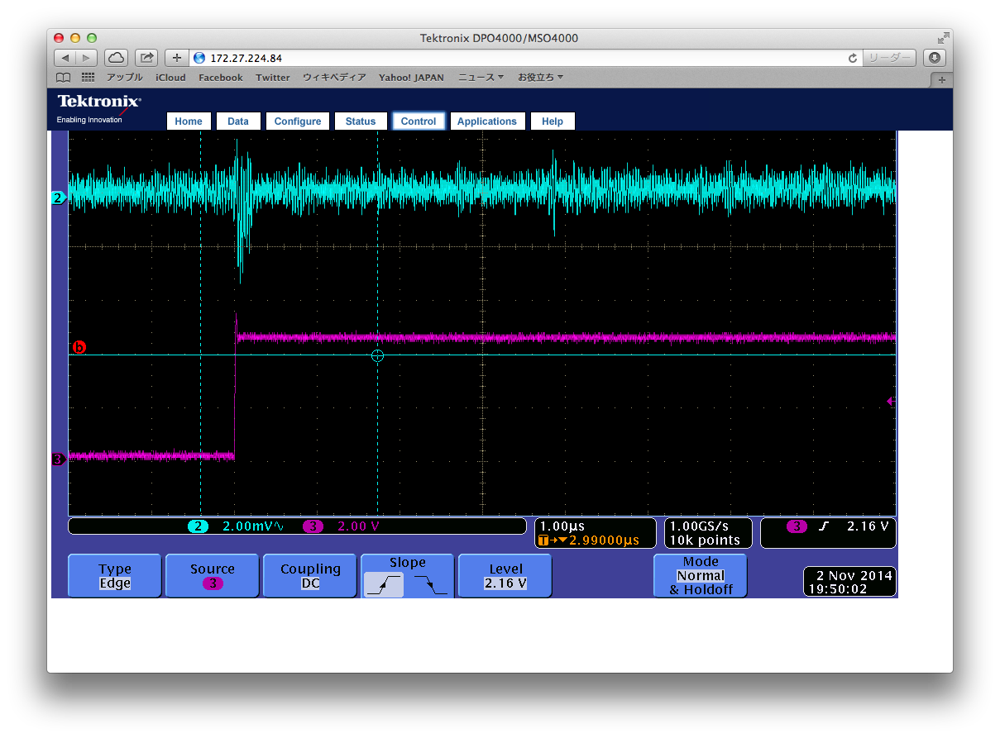 Tektronix DPO4000/MSO4000
172.27.224.84
リーダー
アップル iCloud Facebook Twitter ウィキペディア Yahoo! JAPAN ニュース お役立ち
Tektronix
Enabling Innovation
Home Data Configure Status Control Applications Help
2
b
3
2 2.00mV 3 2.00 V
1.00µs
T 2.99000µs
1.00GS/s
10k points
3 2.16 V
Type
Edge
Source
3
Coupling
DC
Slope
Level
2.16 V
Mode
Normal
& Holdoff
2 Nov 2014
19:50:02